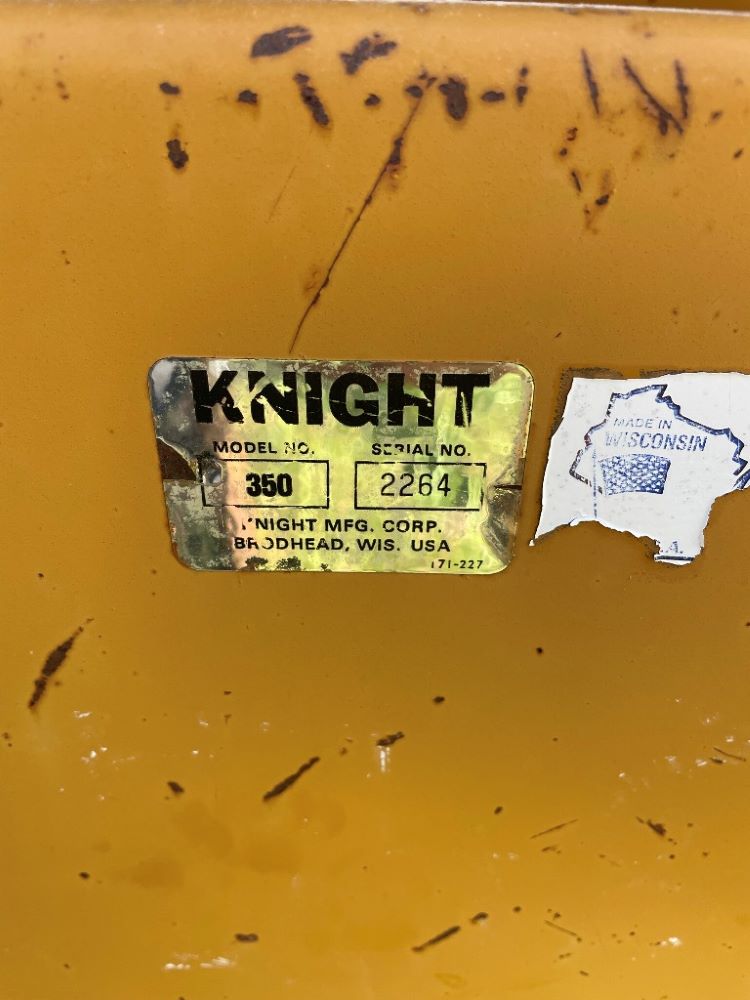 KNIGHT
MODEL NO. SERIAL NO.
350 2264
KNIGHT MFG. CORP.
BRODHEAD, WIS. USA
171-227
MADE IN
WISCONSIN
.A.